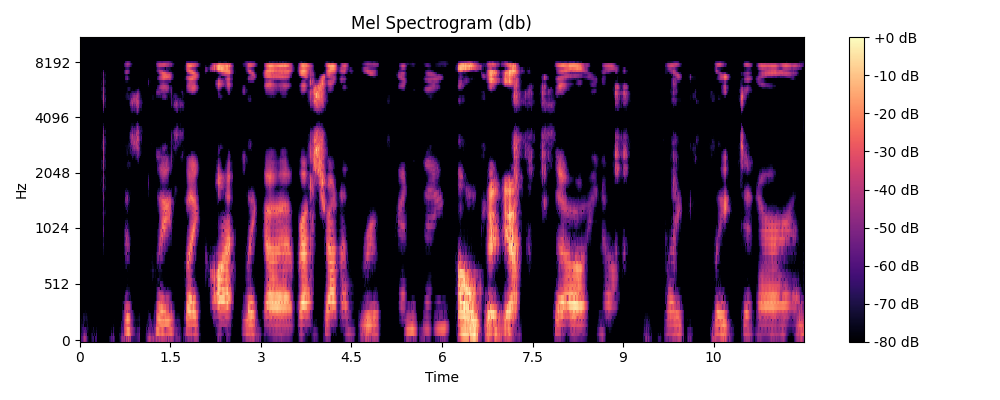 Mel Spectrogram (db)
8192
4096
2048
1024
512
0
Hz
0 1.5 3 4.5 6 7.5 9 10
Time
+0 dB
-10 dB
-20 dB
-30 dB
-40 dB
-50 dB
-60 dB
-70 dB
-80 dB